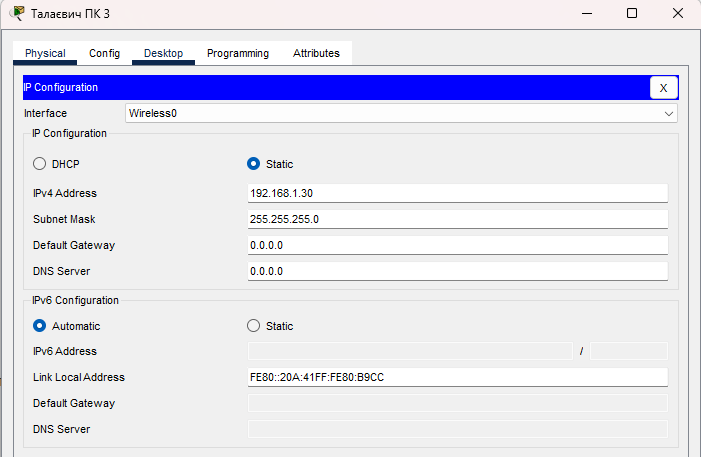 Талаєвич ПК 3
Physical Config Desktop Programming Attributes
IP Configuration X
Interface Wireless0
IP Configuration
DHCP Static
IPv4 Address 192.168.1.30
Subnet Mask 255.255.255.0
Default Gateway 0.0.0.0
DNS Server 0.0.0.0
IPv6 Configuration
Automatic Static
IPv6 Address /
Link Local Address FE80::20A:41FF:FE80:B9CC
Default Gateway
DNS Server